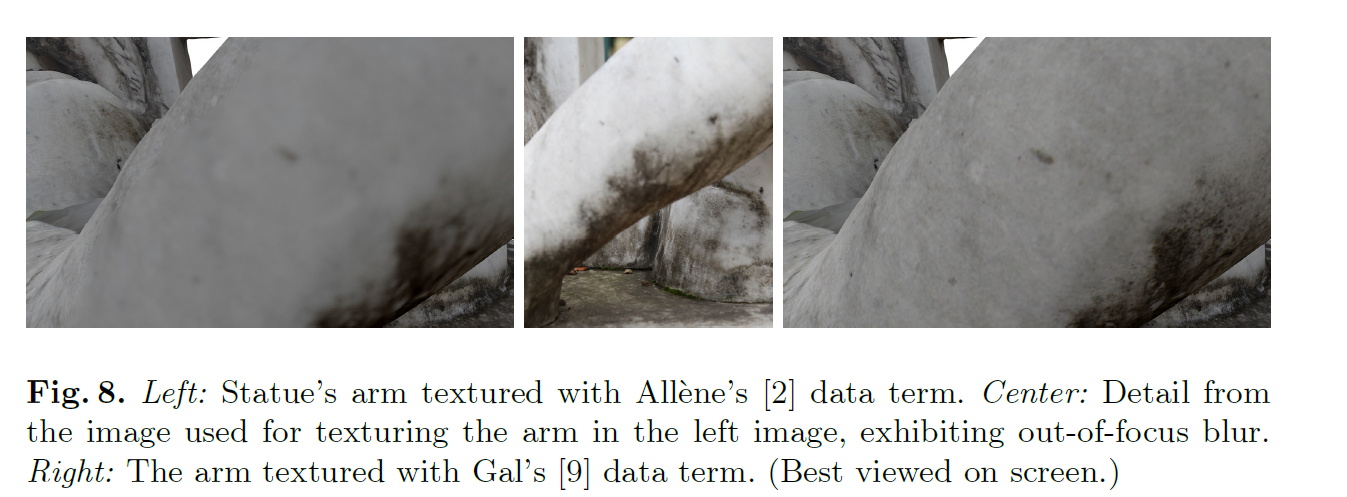 Fig. 8. Left: Statue's arm textured with Allène's [2] data term. Center: Detail from
the image used for texturing the arm in the left image, exhibiting out-of-focus blur.
Right: The arm textured with Gal's [9] data term. (Best viewed on screen.)